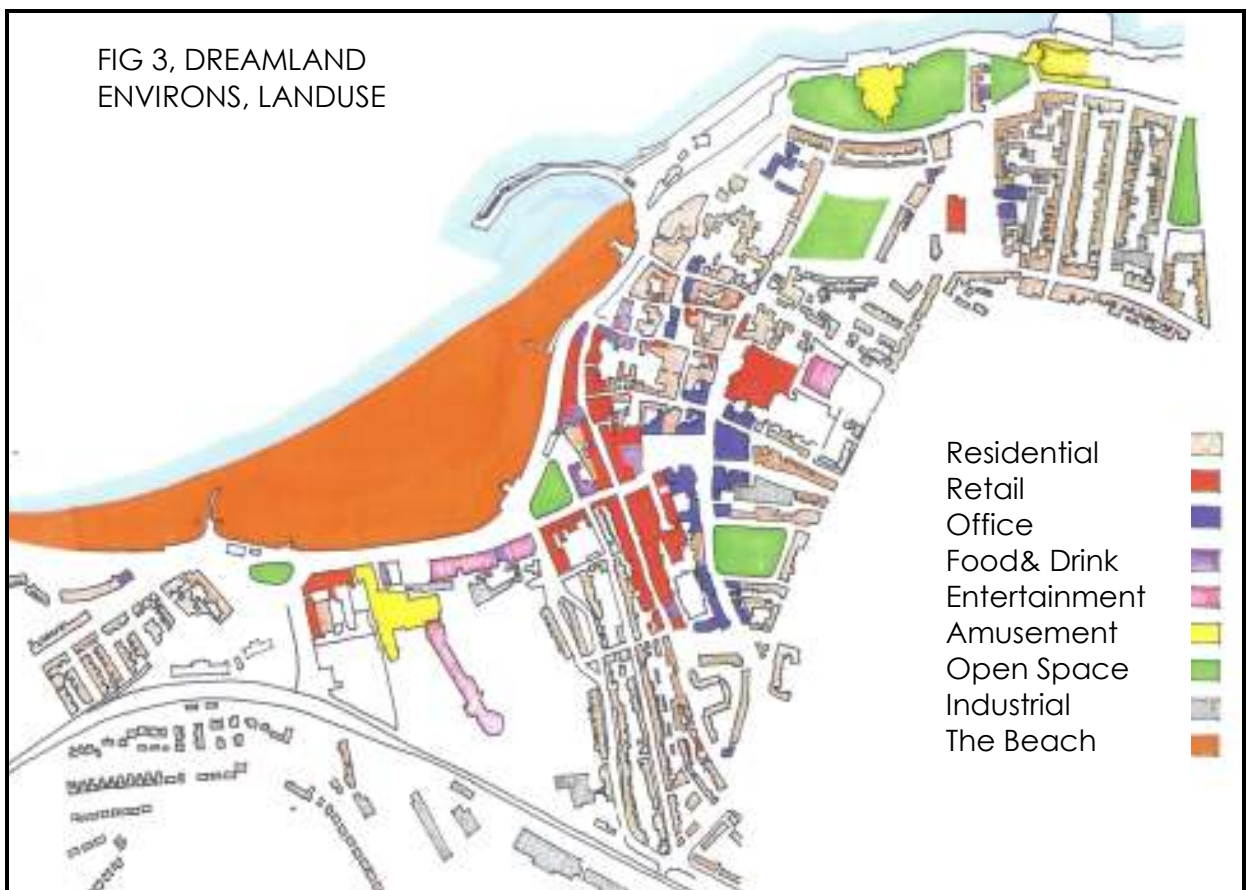 FIG 3, DREAMLAND
ENVIRONS, LANDUSE
Residential
Retail
Office
Food& Drink
Entertainment
Amusement
Open Space
Industrial
The Beach